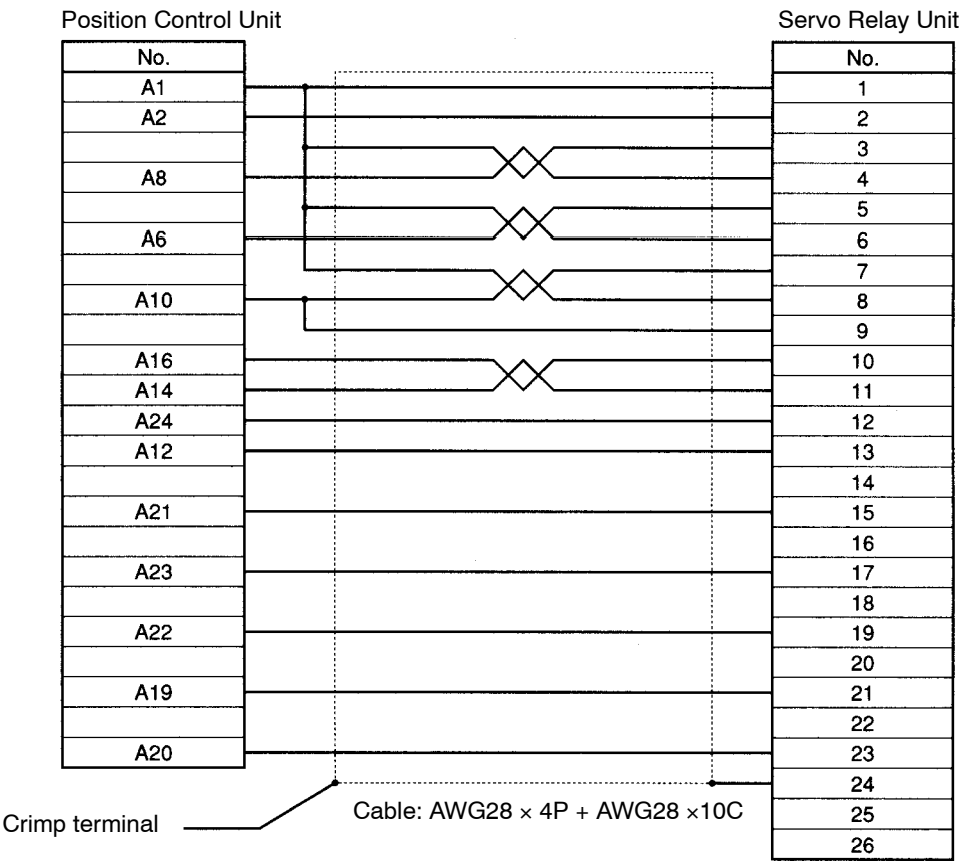 Position Control Unit
Servo Relay Unit
No.
No.
A1
1
A2
2
3
A8
4
5
A6
6
7
A10
8
9
A16
10
A14
11
A24
12
A12
13
14
A21
15
16
A23
17
18
A22
19
20
A19
21
22
A20
23
24
Cable: AWG28 × 4P + AWG28 ×10C
25
Crimp terminal
26